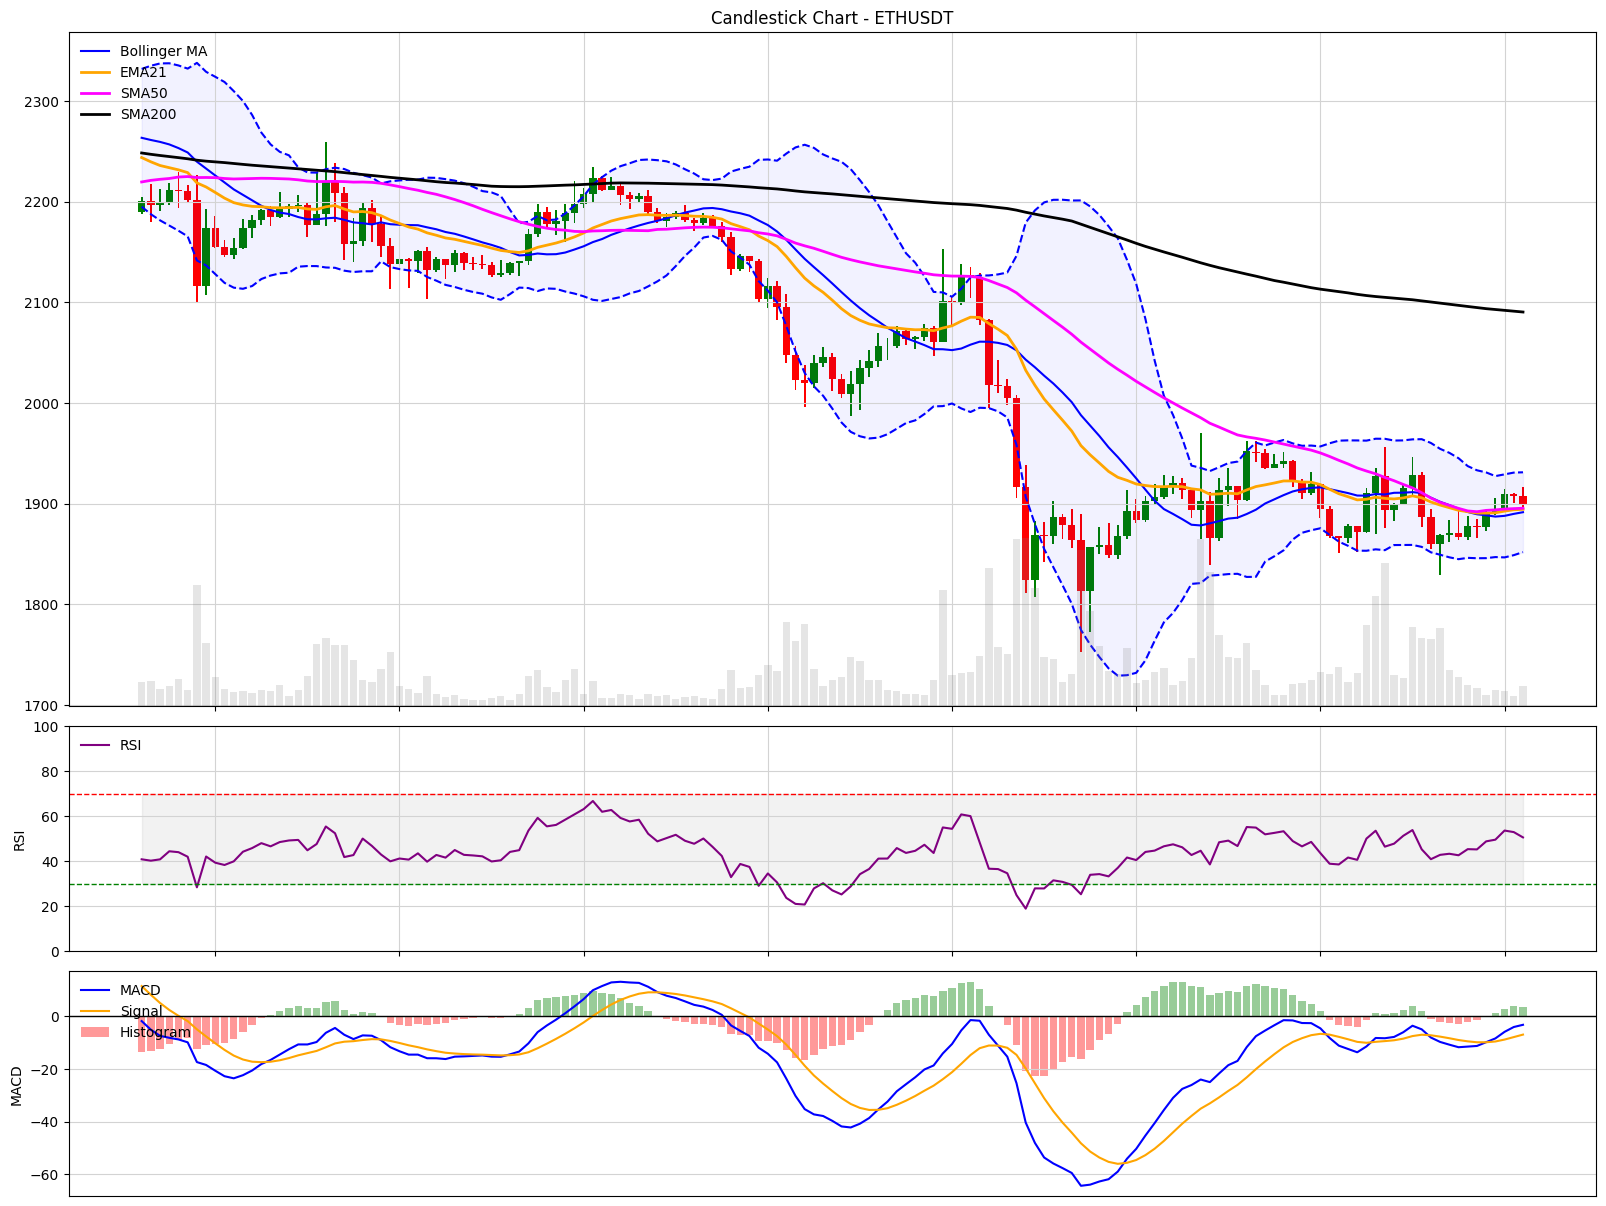 Candlestick Chart - ETHUSDT
Bollinger MA
EMA21
SMA50
SMA200
2300
2200
2100
2000
1900
1800
1700
RSI
100
80
60
40
20
0
RSI
MACD
Signal
Histogram
0
−20
−40
−60
MACD